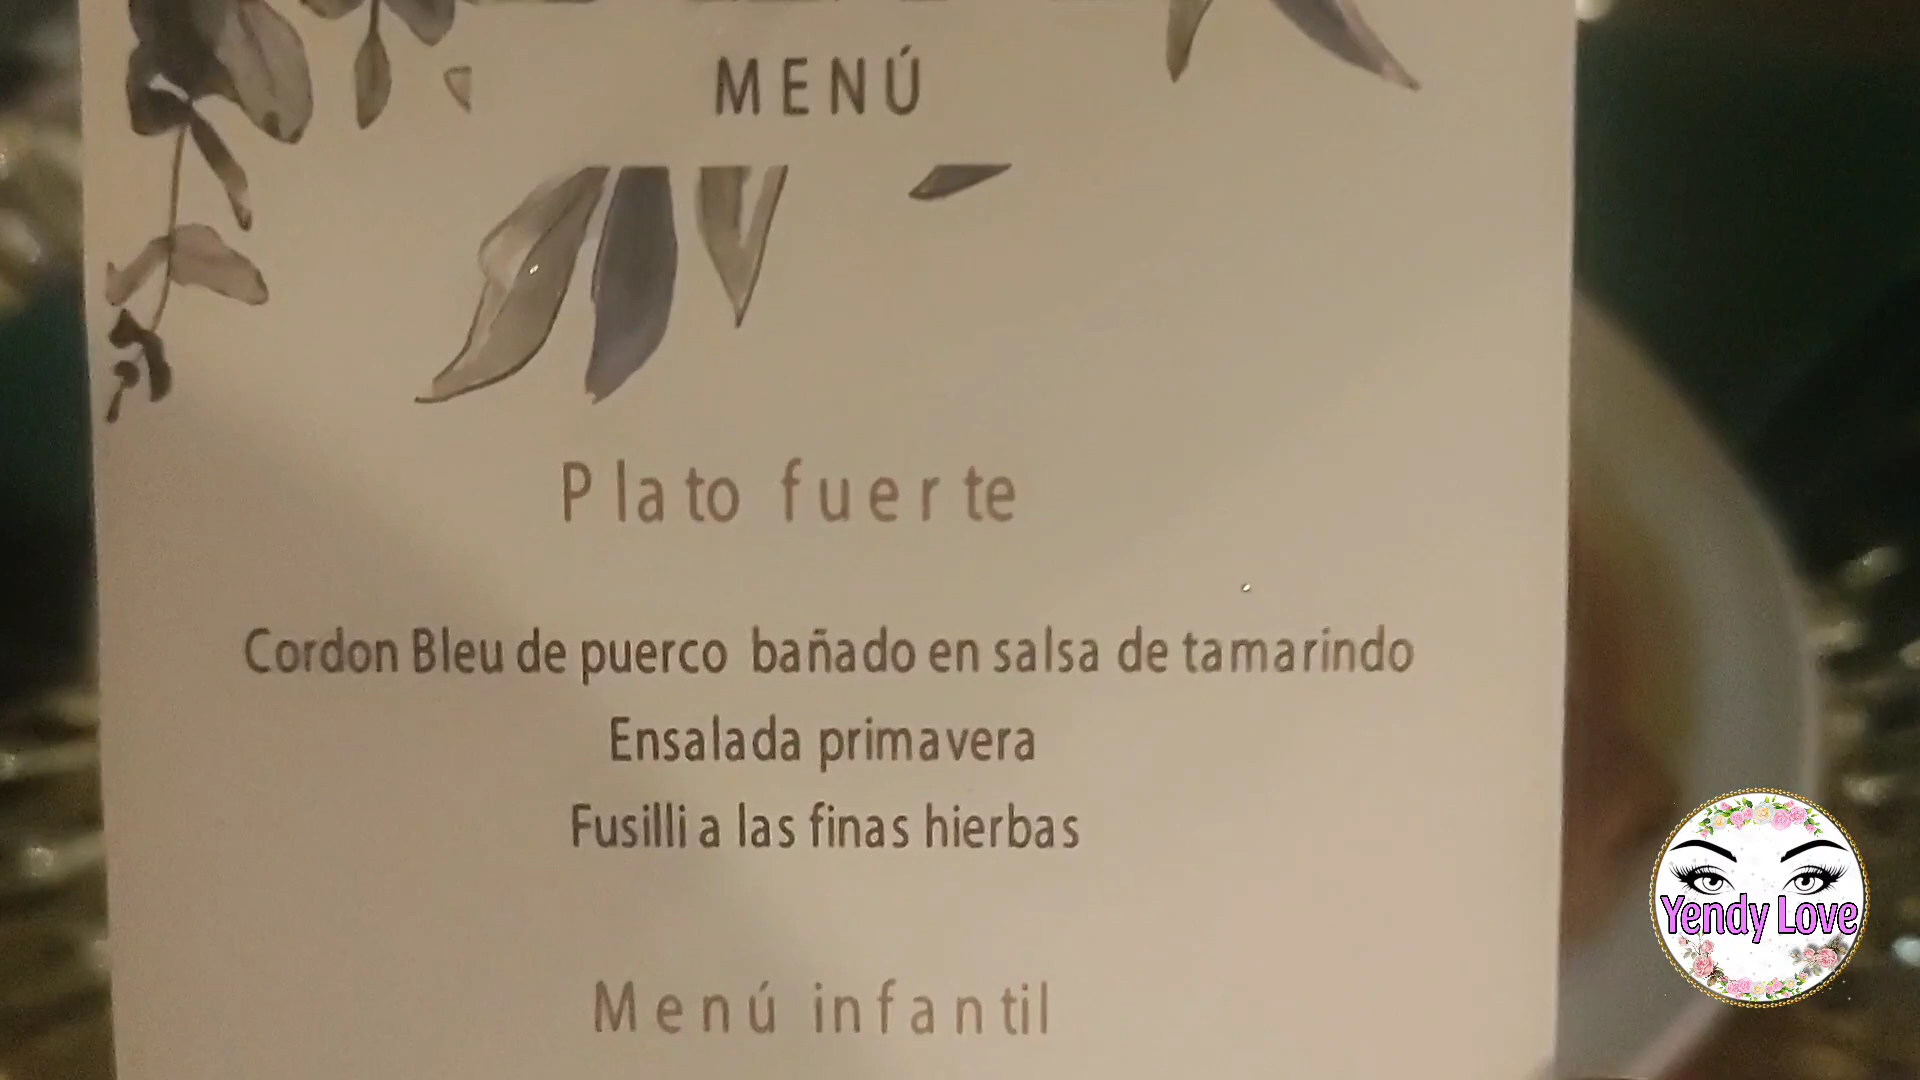 MENÚ
Plato fuerte
Cordon Bleu de puerco bañado en salsa de tamarindo
Ensalada primavera
Fusilli a las finas hierbas
Menú infantil
Yendy Love